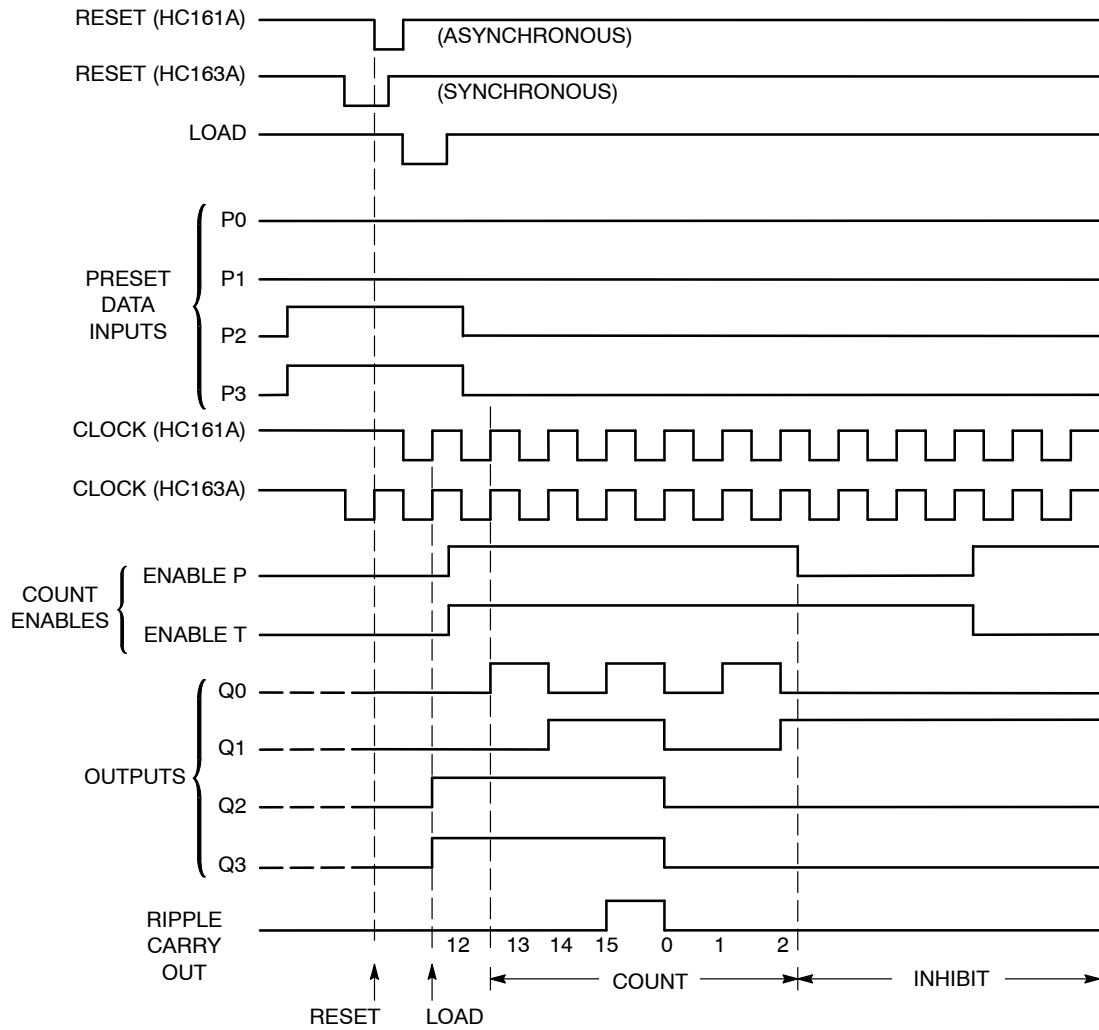 RESET (HC161A)
(ASYNCHRONOUS)
RESET (HC163A)
(SYNCHRONOUS)
LOAD
P0
P1
PRESET
DATA
INPUTS
P2
P3
CLOCK (HC161A)
CLOCK (HC163A)
ENABLE P
COUNT
ENABLES
ENABLE T
Q0
Q1
OUTPUTS
Q2
Q3
RIPPLE
CARRY
OUT
12 13 14 15 0 1 2
COUNT
INHIBIT
RESET LOAD